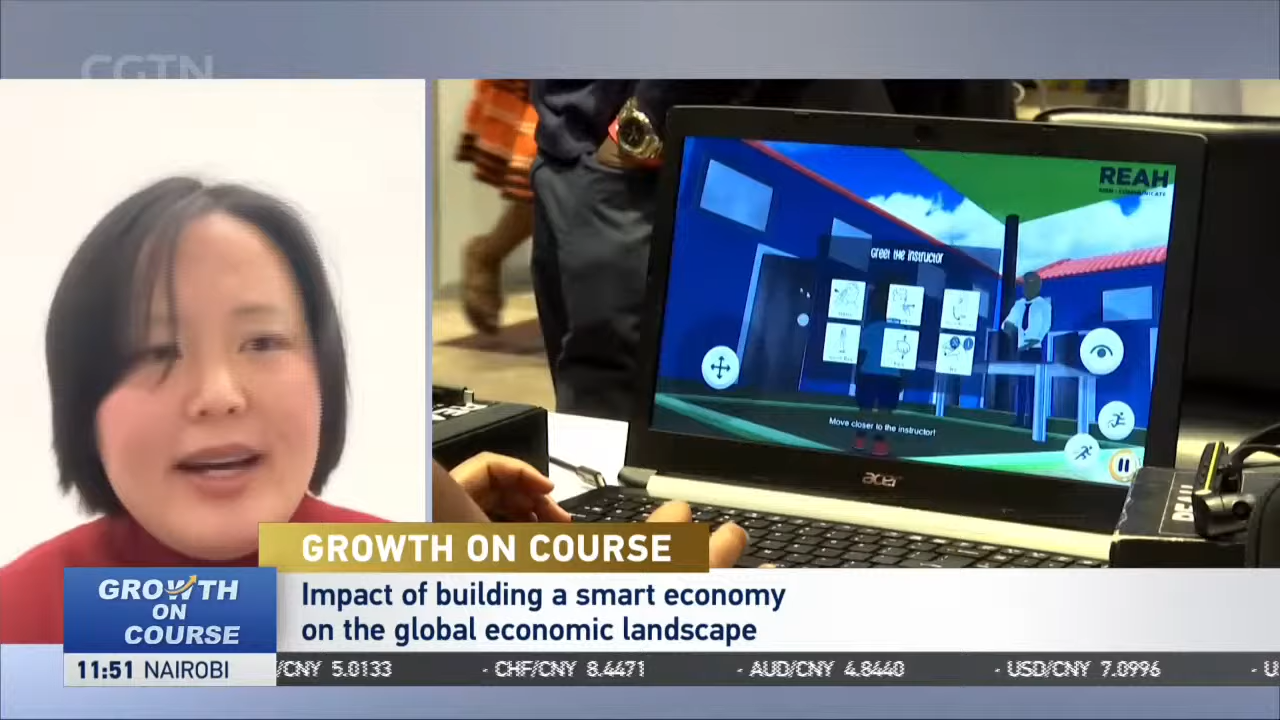 CGTN
REAH
Greet the instructor
Move closer to the instructor!
acer
GROWTH ON COURSE
GROWTH
ON
COURSE
Impact of building a smart economy
on the global economic landscape
11:51 NAIROBI
/CNY 5.0133 - CHF/CNY 8.4471 - AUD/CNY 4.8440 - USD/CNY 7.0996 - U